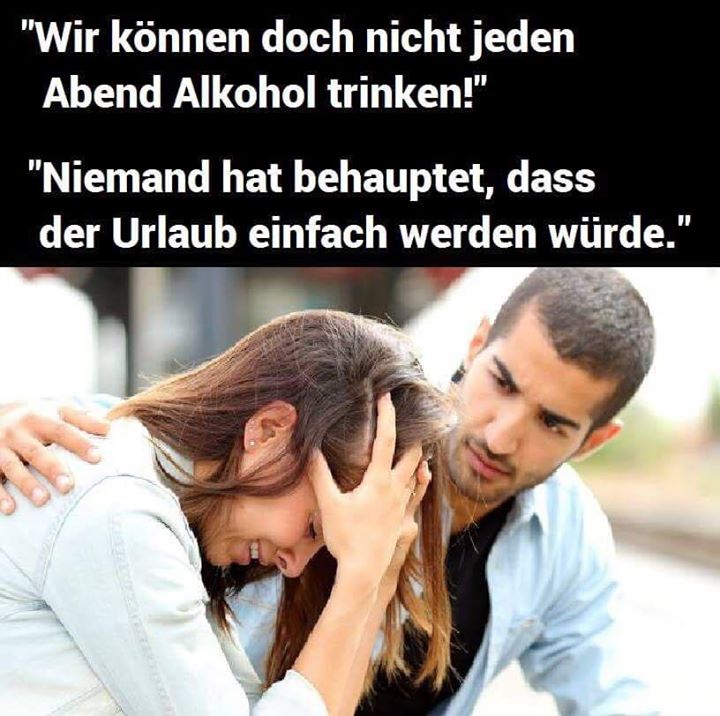 "Wir können doch nicht jeden
Abend Alkohol trinken!"
"Niemand hat behauptet, dass
der Urlaub einfach werden würde."